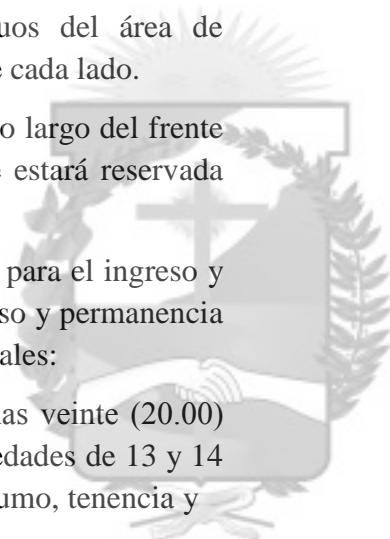 uos del área de
cada lado.
o largo del frente
estará reservada
para el ingreso y
so y permanencia
ales:
as veinte (20.00)
edades de 13 y 14
umo, tenencia y